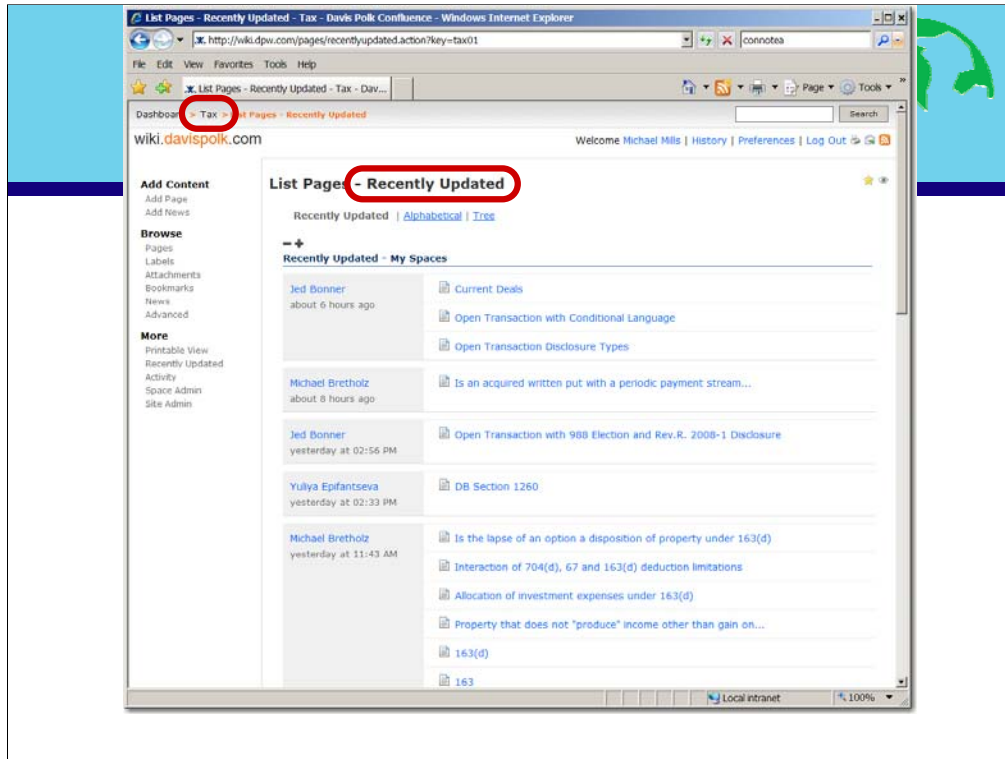 List Pages - Recently Updated - Tax - Davis Polk Confluence - Windows Internet Explorer
http://wiki.dpw.com/pages/recentlyupdated.action?key=tax01
connotea
File Edit View Favorites Tools Help
List Pages - Recently Updated - Tax - Dav...
Page Tools
Dashboard > Tax > List Pages - Recently Updated
Search
wiki.davispolk.com
Welcome Michael Mills | History | Preferences | Log Out
Add Content
Add Page
Add News
Browse
Pages
Labels
Attachments
Bookmarks
News
Advanced
More
Printable View
Recently Updated
Activity
Space Admin
Site Admin
List Pages - Recently Updated
Recently Updated | Alphabetical | Tree
Recently Updated - My Spaces
Jed Bonner
about 6 hours ago
Current Deals
Open Transaction with Conditional Language
Open Transaction Disclosure Types
Michael Bretholz
about 8 hours ago
Is an acquired written put with a periodic payment stream...
Jed Bonner
yesterday at 02:56 PM
Open Transaction with 988 Election and Rev.R. 2008-1 Disclosure
Yuliya Epifantseva
yesterday at 02:33 PM
DB Section 1260
Michael Bretholz
yesterday at 11:43 AM
Is the lapse of an option a disposition of property under 163(d)
Interaction of 704(d), 67 and 163(d) deduction limitations
Allocation of investment expenses under 163(d)
Property that does not "produce" income other than gain on...
163(d)
163
Local intranet
100%